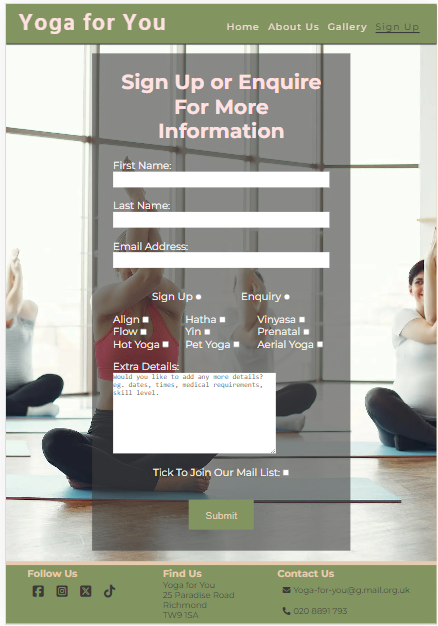 Yoga for You
Home About Us Gallery Sign Up
Sign Up or Enquire
For More
Information
First Name:
Last Name:
Email Address:
Sign Up Enquiry
Align Hatha Vinyasa
Flow Yin Prenatal
Hot Yoga Pet Yoga Aerial Yoga
Extra Details:
Would you like to add any more details?
eg. dates, times, medical requirements,
skill level.
Tick To Join Our Mail List:
Submit
Follow Us
Find Us
Yoga for You
25 Paradise Road
Richmond
TW9 1SA
Contact Us
Yoga-for-you@g.mail.org.uk
020 8891 793